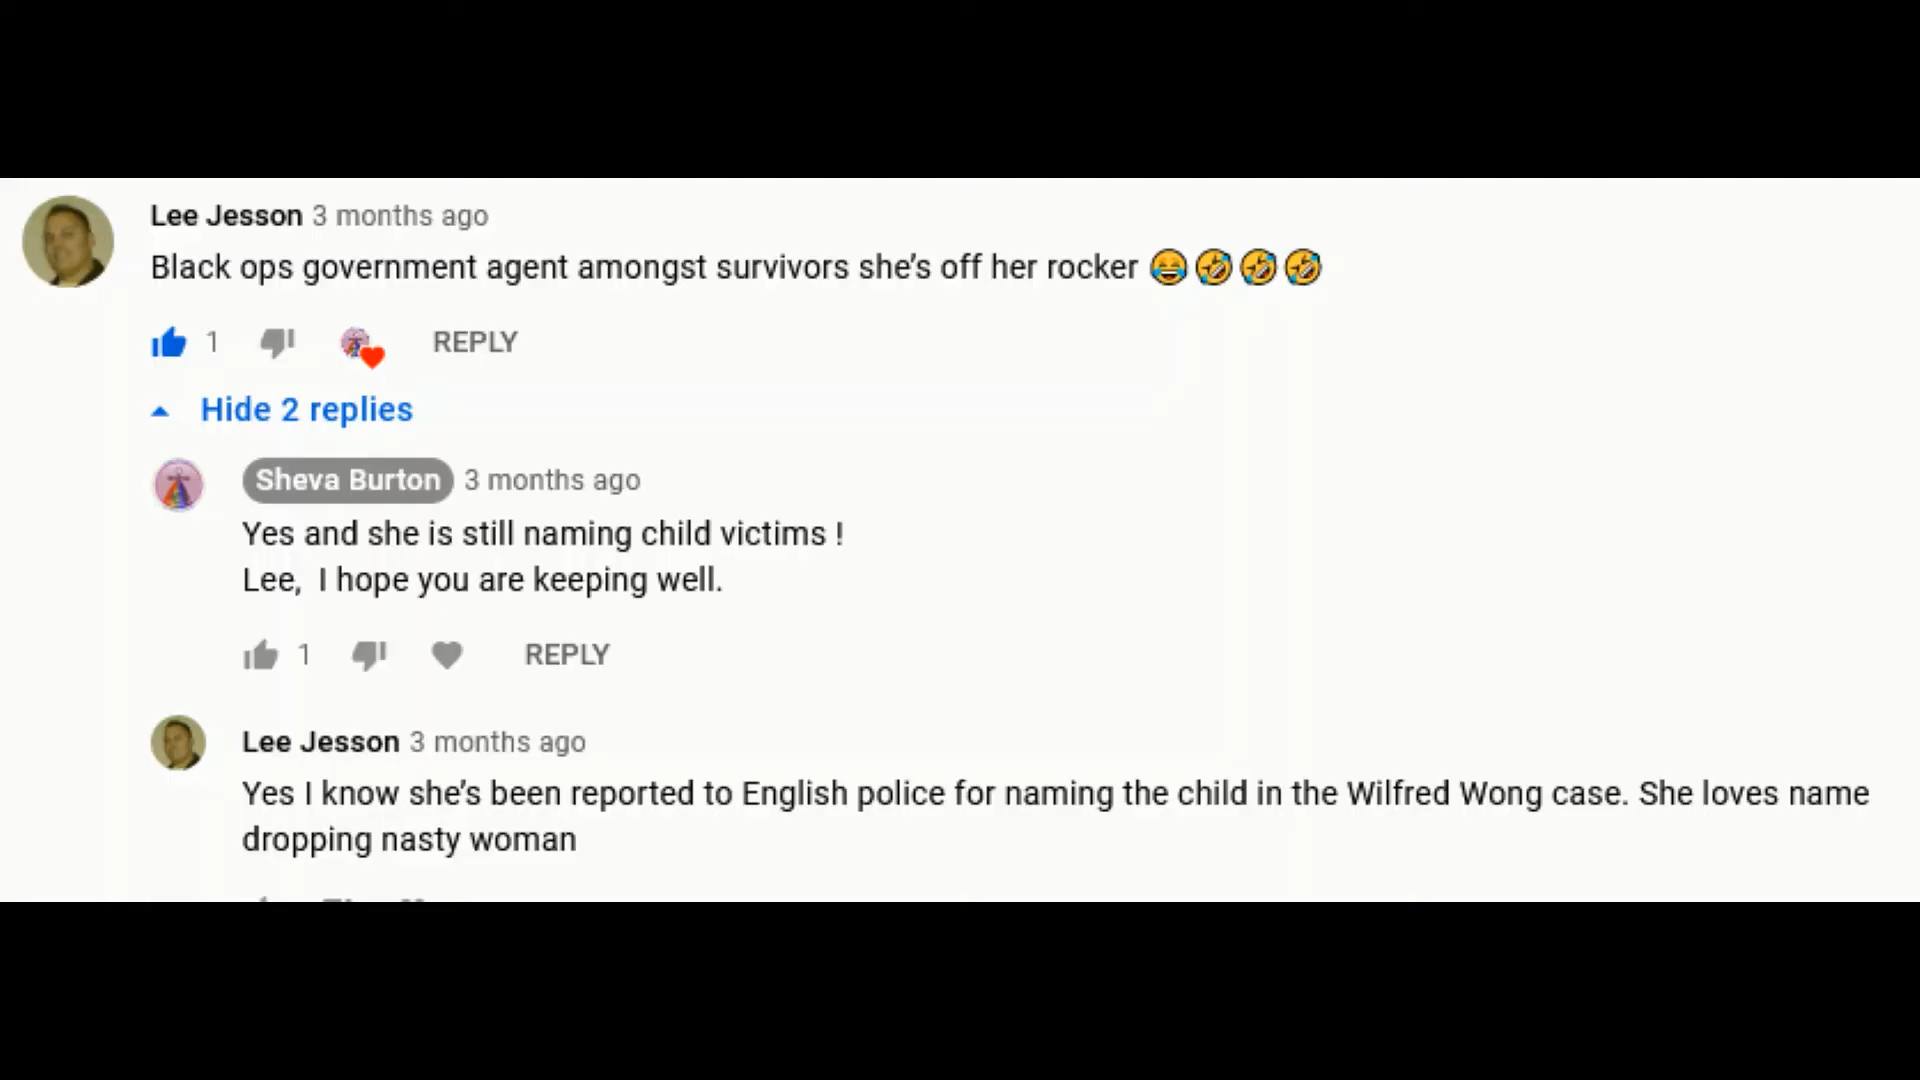 Lee Jesson 3 months ago
Black ops government agent amongst survivors she’s off her rocker 😂🤣🤣🤣
1 REPLY
Hide 2 replies
Sheva Burton 3 months ago
Yes and she is still naming child victims !
Lee, I hope you are keeping well.
1 REPLY
Lee Jesson 3 months ago
Yes I know she’s been reported to English police for naming the child in the Wilfred Wong case. She loves name
dropping nasty woman